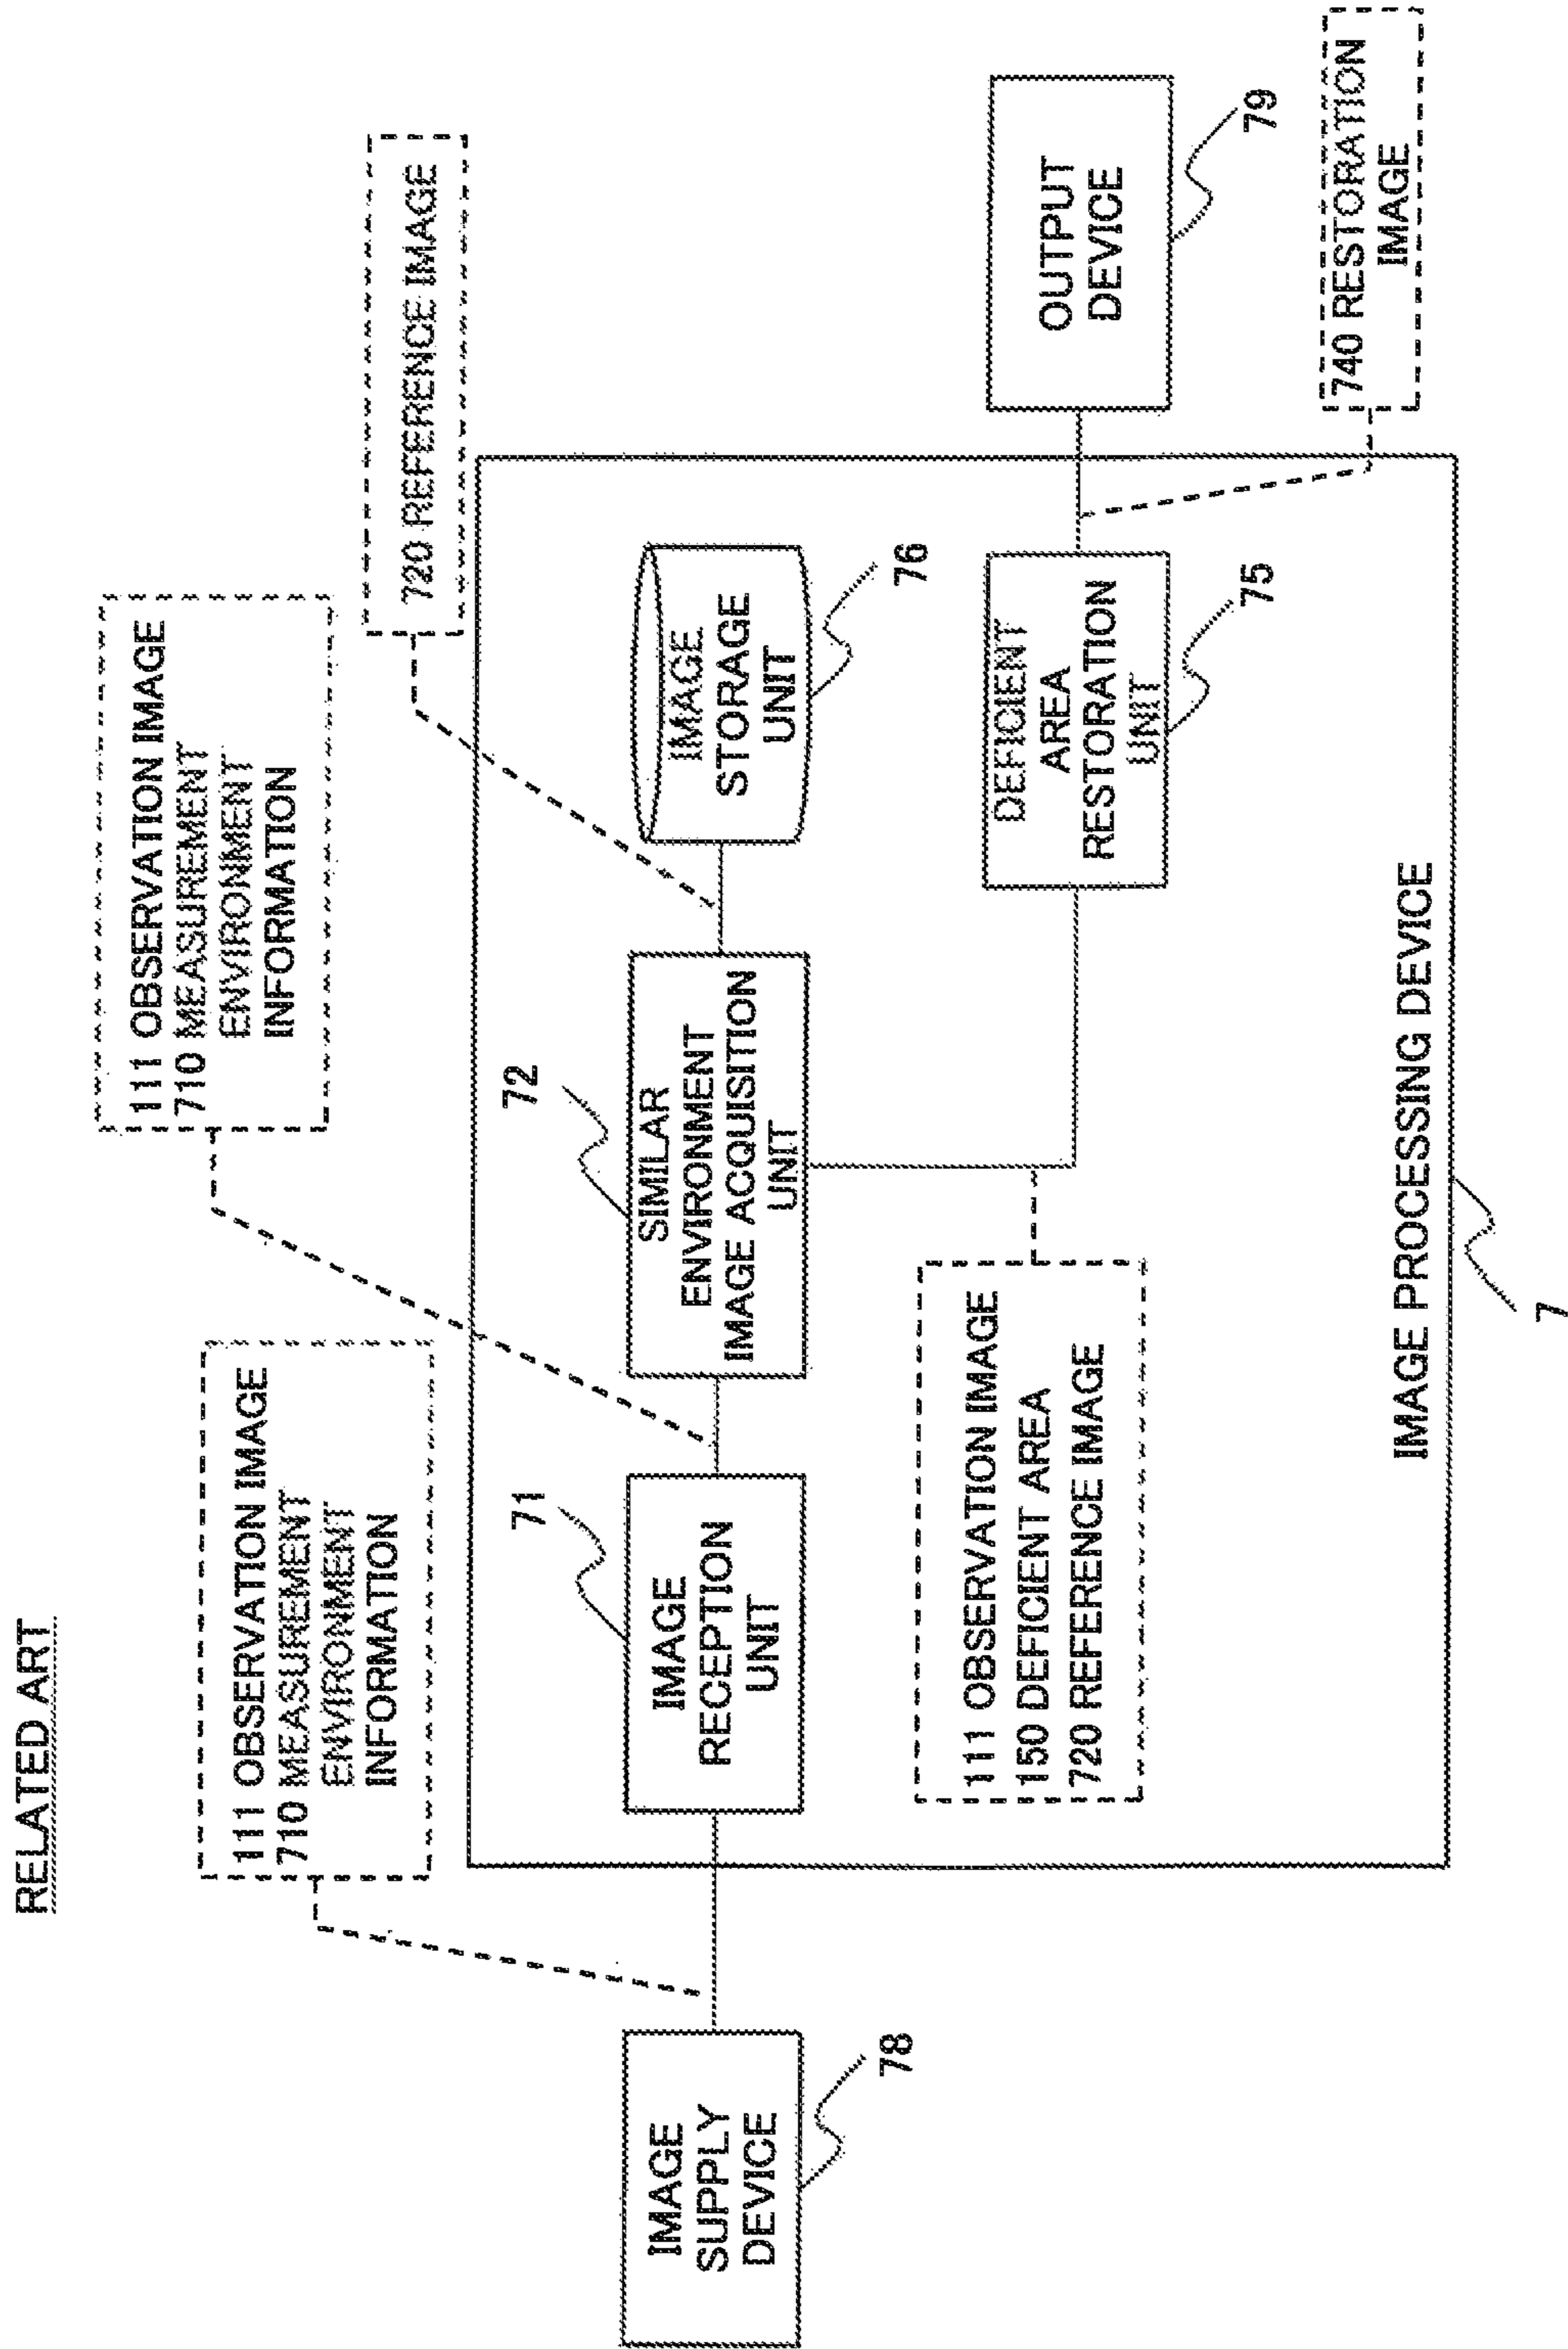 RELATED ART
111 OBSERVATION IMAGE
710 MEASUREMENT
ENVIRONMENT
INFORMATION
111 OBSERVATION IMAGE
710 MEASUREMENT
ENVIRONMENT
INFORMATION
720 REFERENCE IMAGE
IMAGE
SUPPLY
DEVICE
78
71
IMAGE
RECEPTION
UNIT
72
SIMILAR
ENVIRONMENT
IMAGE ACQUISITION
UNIT
IMAGE
STORAGE
UNIT
76
111 OBSERVATION IMAGE
150 DEFICIENT AREA
720 REFERENCE IMAGE
DEFICIENT
AREA
RESTORATION
UNIT
75
OUTPUT
DEVICE
79
740 RESTORATION
IMAGE
IMAGE PROCESSING DEVICE
7